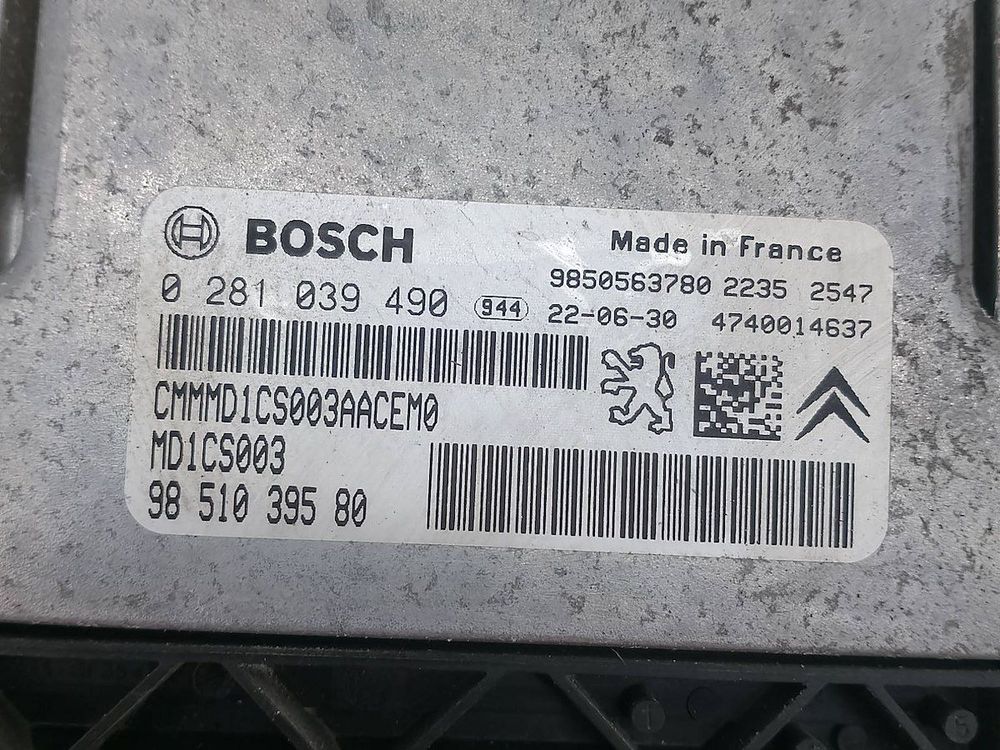 BOSCH
Made in France
0 281 039 490
944
9850563780 2235 2547
22-06-30 4740014637
CMMMD1CS003AACEM0
MD1CS003
98 510 395 80